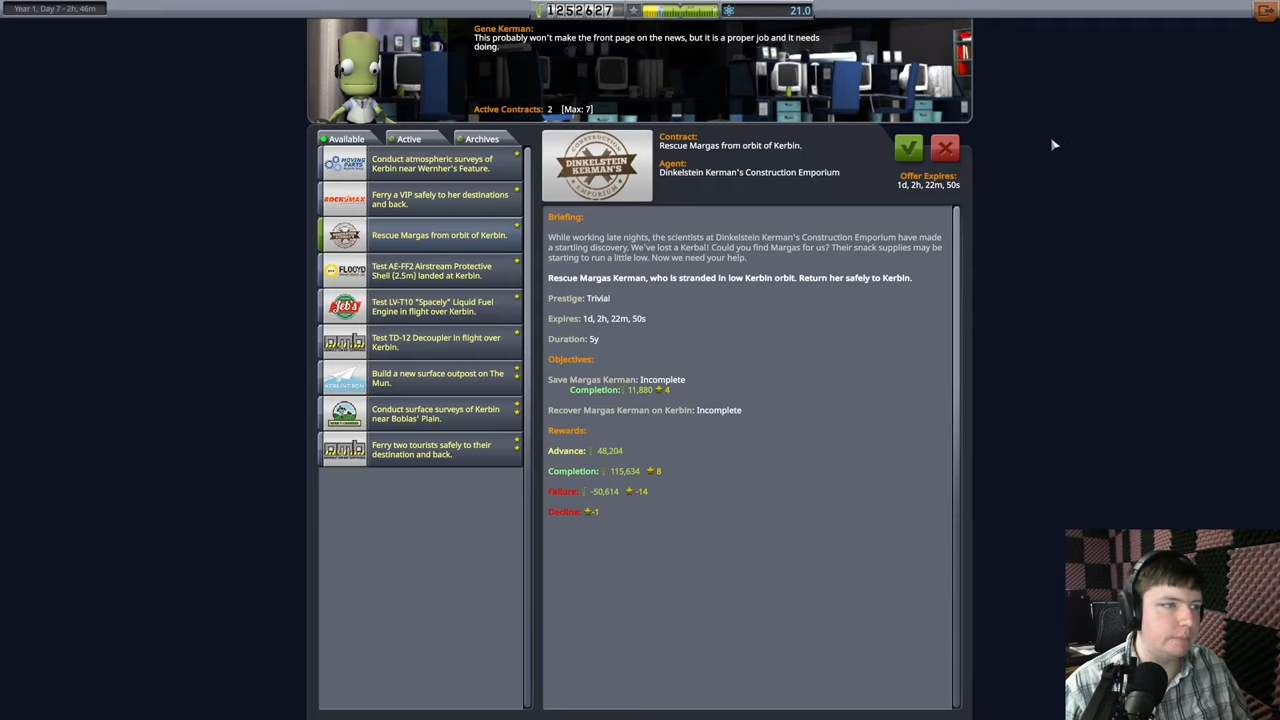 Year 1, Day 7 - 2h, 46m
1252627
21.0
Gene Kerman:
This probably won't make the front page on the news, but it is a proper job and it needs
doing.
Active Contracts: 2 [Max: 7]
Available
Active
Archives
Conduct atmospheric surveys of
Kerbin near Wernher's Feature.
Ferry a VIP safely to her destinations
and back.
Rescue Margas from orbit of Kerbin.
Test AE-FF2 Airstream Protective
Shell (2.5m) landed at Kerbin.
Test LV-T10 "Spacely" Liquid Fuel
Engine in flight over Kerbin.
Test TD-12 Decoupler in flight over
Kerbin.
Build a new surface outpost on The
Mun.
Conduct surface surveys of Kerbin
near Boblas' Plain.
Ferry two tourists safely to their
destination and back.
MOVING
PARTS
ROCKOMAX
FLOOYD
Jeb's
KERLINGTON
CONSTRUCTION
DINKELSTEIN
KERMAN'S
EMPORIUM
Contract:
Rescue Margas from orbit of Kerbin.
Agent:
Dinkelstein Kerman's Construction Emporium
Offer Expires:
1d, 2h, 22m, 50s
Briefing:
While working late nights, the scientists at Dinkelstein Kerman's Construction Emporium have made
a startling discovery. We've lost a Kerbal! Could you find Margas for us? Their snack supplies may be
starting to run a little low. Now we need your help.
Rescue Margas Kerman, who is stranded in low Kerbin orbit. Return her safely to Kerbin.
Prestige: Trivial
Expires: 1d, 2h, 22m, 50s
Duration: 5y
Objectives:
Save Margas Kerman: Incomplete
Completion: 11,880 4
Recover Margas Kerman on Kerbin: Incomplete
Rewards:
Advance: 48,204
Completion: 115,634 8
Failure: -50,614 -14
Decline: -1